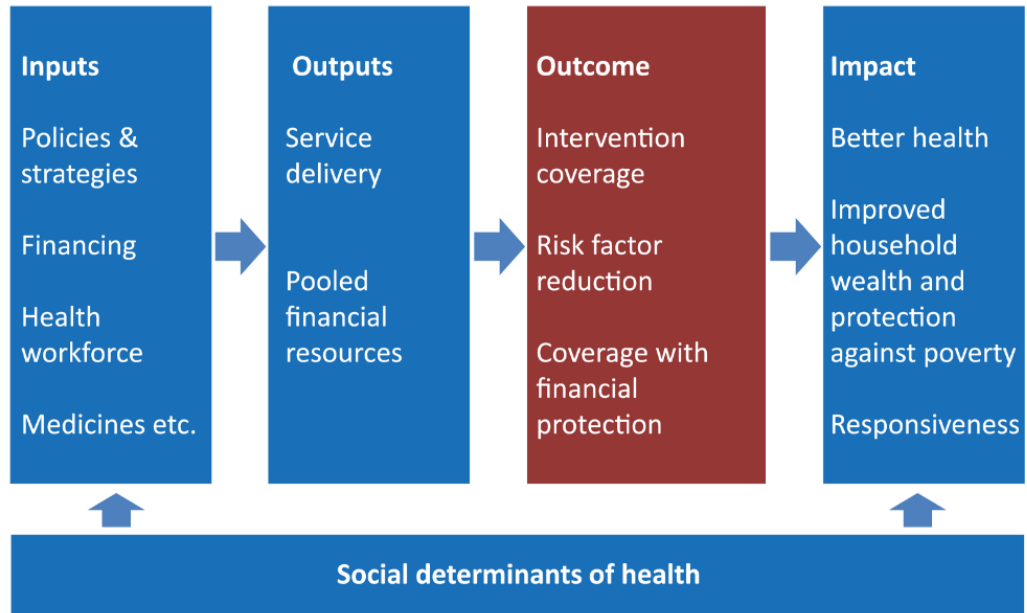 Inputs
Policies &
strategies
Financing
Health
workforce
Medicines etc.
Outputs
Service
delivery
Pooled
financial
resources
Outcome
Intervention
coverage
Risk factor
reduction
Coverage with
financial
protection
Impact
Better health
Improved
household
wealth and
protection
against poverty
Responsiveness
Social determinants of health